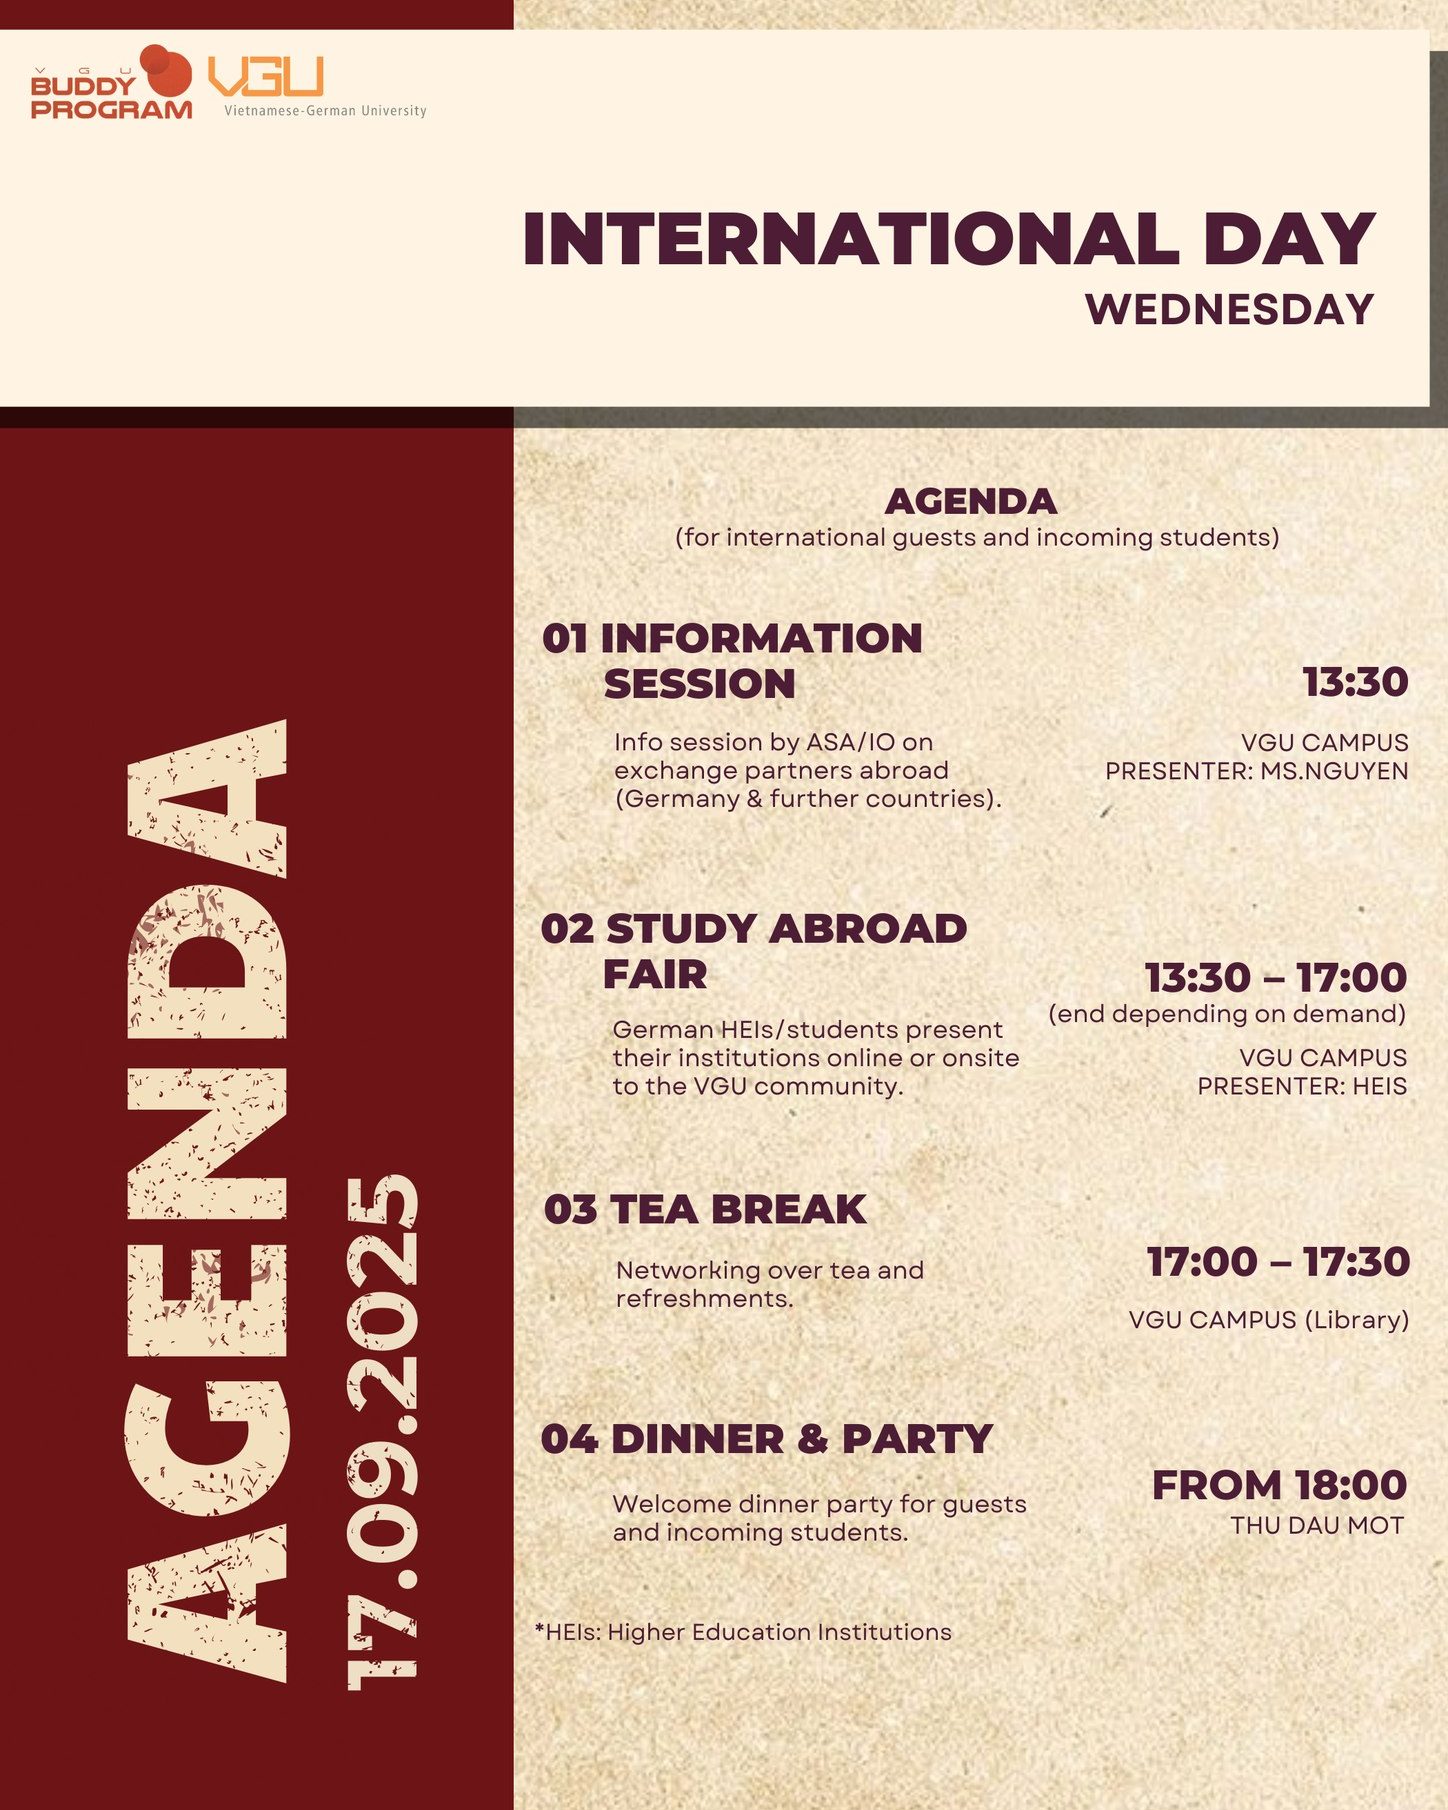 V G U
BUDDY
PROGRAM
VGU
Vietnamese-German University
INTERNATIONAL DAY
WEDNESDAY
AGENDA
17.09.2025
AGENDA
(for international guests and incoming students)
01 INFORMATION
SESSION
13:30
Info session by ASA/IO on
exchange partners abroad
(Germany & further countries).
VGU CAMPUS
PRESENTER: MS.NGUYEN
02 STUDY ABROAD
FAIR
13:30 – 17:00
(end depending on demand)
German HEIs/students present
their institutions online or onsite
to the VGU community.
VGU CAMPUS
PRESENTER: HEIS
03 TEA BREAK
17:00 – 17:30
Networking over tea and
refreshments.
VGU CAMPUS (Library)
04 DINNER & PARTY
FROM 18:00
THU DAU MOT
Welcome dinner party for guests
and incoming students.
*HEIs: Higher Education Institutions